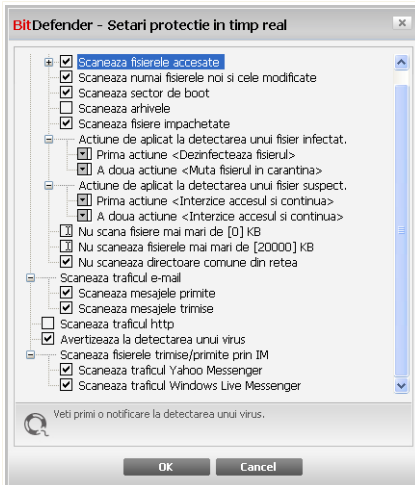 BitDefender - Setari protectie in timp real
Scaneaza fisierele accesate
Scaneaza numai fisierele noi si cele modificate
Scaneaza sector de boot
Scaneaza arhivele
Scaneaza fisiere impachetate
Actiune de aplicat la detectarea unui fisier infectat.
Prima actiune <Dezinfecteaza fisierul>
A doua actiune <Muta fisierul in carantina>
Actiune de aplicat la detectarea unui fisier suspect.
Prima actiune <Interzice accesul si continua>
A doua actiune <Interzice accesul si continua>
Nu scana fisiere mai mari de [0] KB
Nu scaneaza fisierele mai mari de [20000] KB
Nu scaneaza directoare comune din retea
Scaneaza traficul e-mail
Scaneaza mesajele primite
Scaneaza mesajele trimise
Scaneaza traficul http
Avertizeaza la detectarea unui virus
Scaneaza fisierele trimise/primite prin IM
Scaneaza traficul Yahoo Messenger
Scaneaza traficul Windows Live Messenger
Veti primi o notificare la detectarea unui virus.
OK Cancel